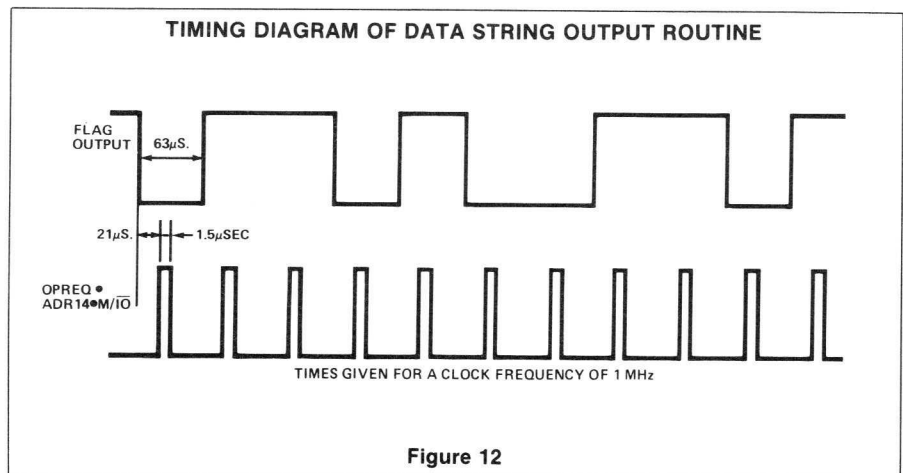 TIMING DIAGRAM OF DATA STRING OUTPUT ROUTINE
FLAG
OUTPUT
63μS.
21μS.
1.5μSEC
OPREQ •
ADR14•M/I̅O̅
TIMES GIVEN FOR A CLOCK FREQUENCY OF 1 MHz
Figure 12